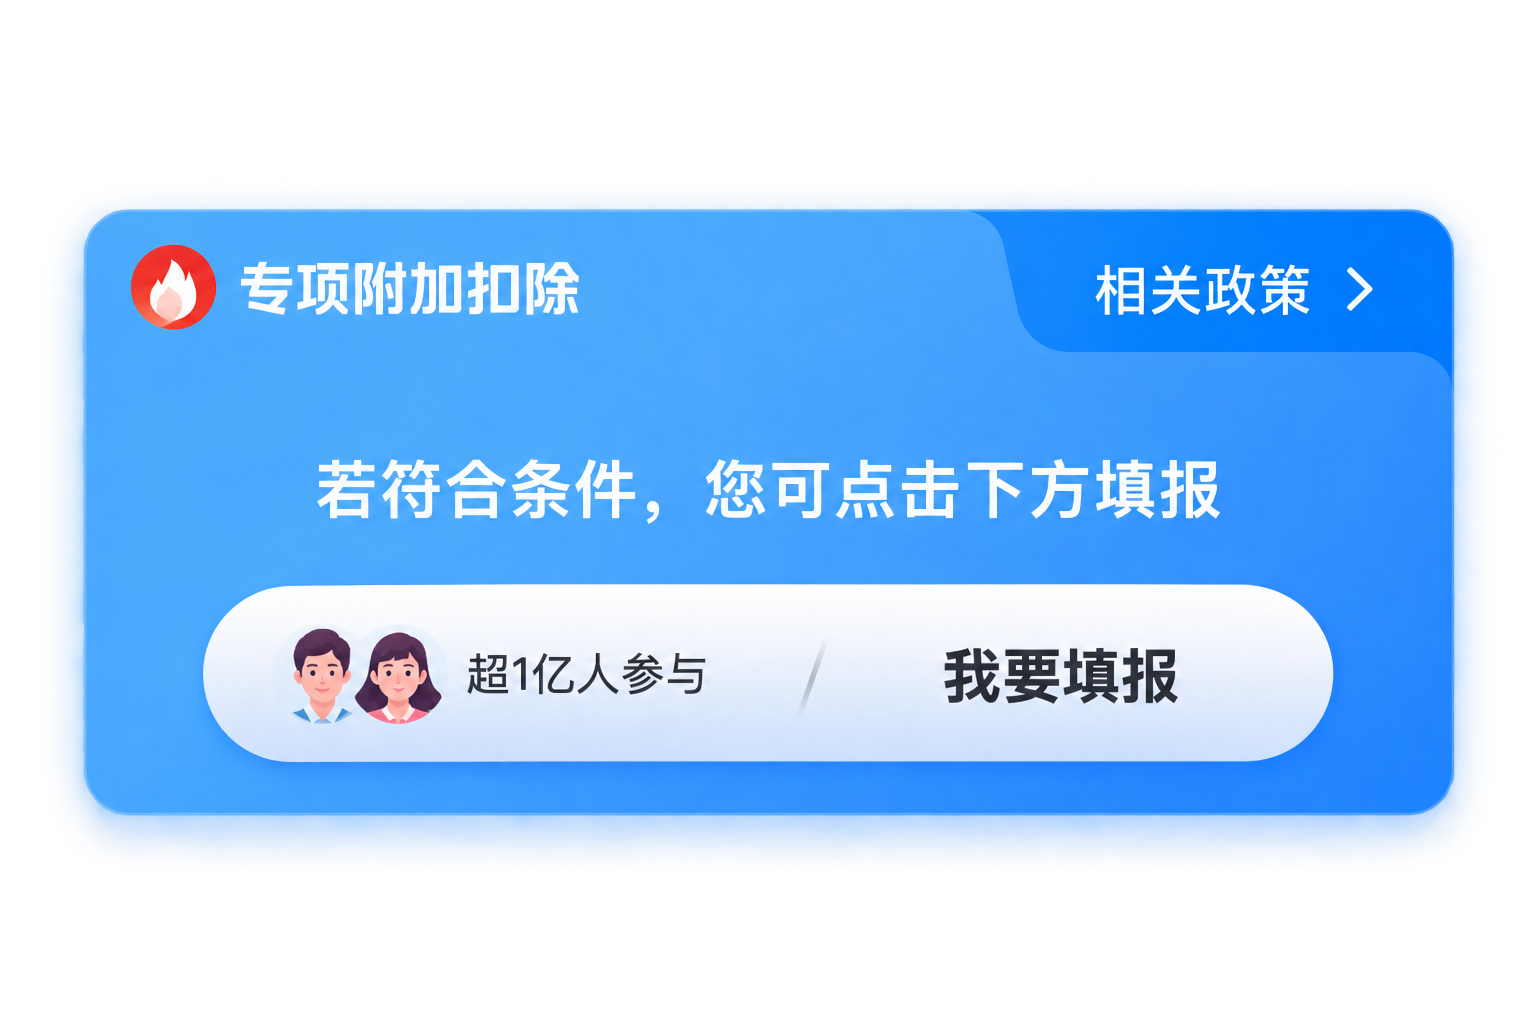 专项附加扣除
相关政策
若符合条件，您可点击下方填报
超1亿人参与
我要填报